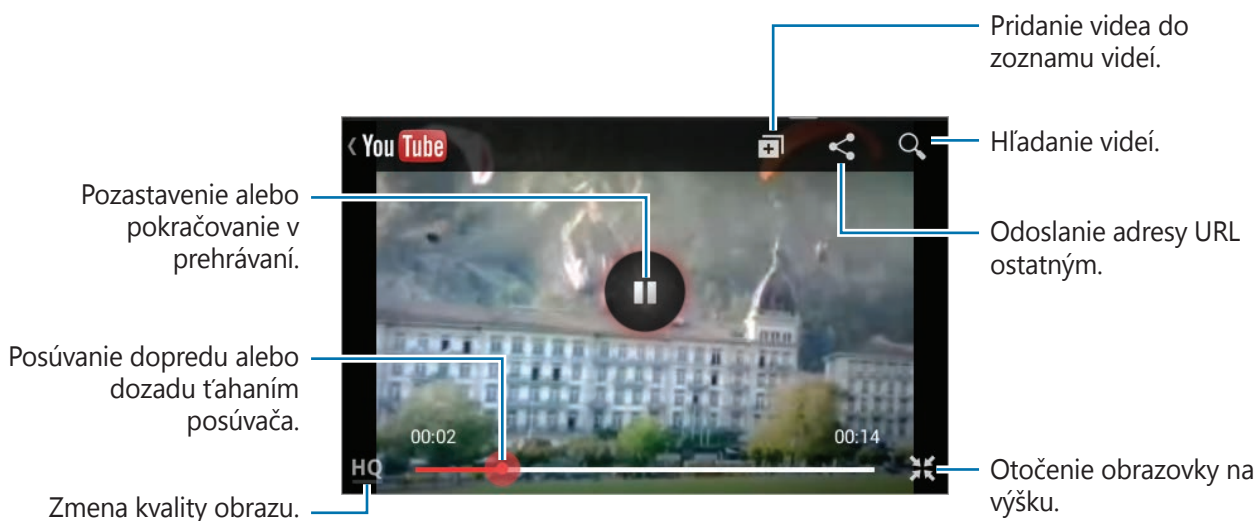 Pridanie videa do
zoznamu videí.
You Tube
Hľadanie videí.
Pozastavenie alebo
pokračovanie v
prehrávaní.
Odoslanie adresy URL
ostatným.
Posúvanie dopredu alebo
dozadu ťahaním
posúvača.
00:02
00:14
HQ
Otočenie obrazovky na
výšku.
Zmena kvality obrazu.